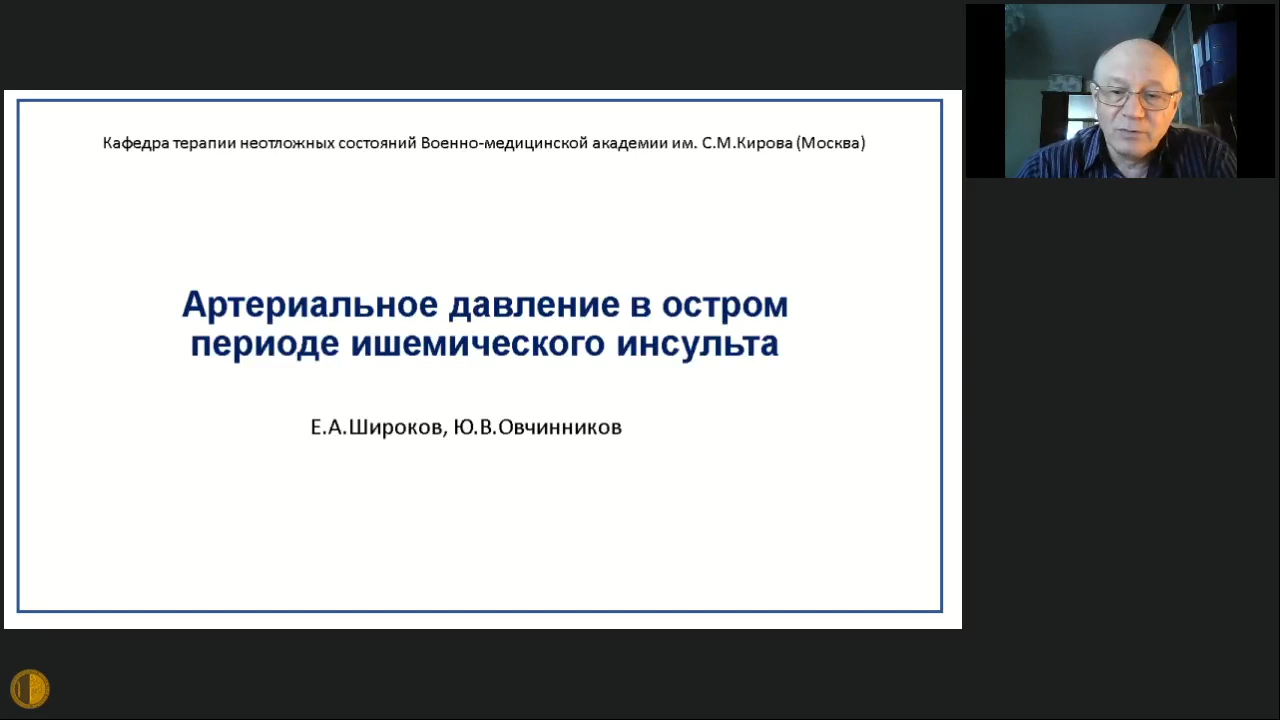 Кафедра терапии неотложных состояний Военно-медицинской академии им. С.М.Кирова (Москва)
Артериальное давление в остром
периоде ишемического инсульта
Е.А.Широков, Ю.В.Овчинников